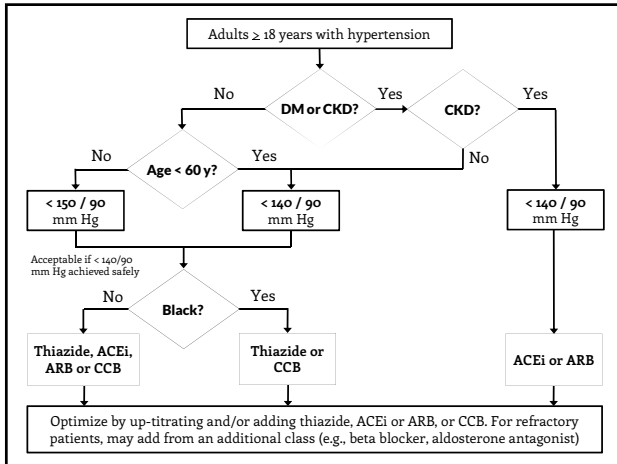 Adults ≥ 18 years with hypertension
No
DM or CKD?
Yes
CKD?
Yes
No
Age < 60 y?
Yes
No
< 150 / 90
mm Hg
< 140 / 90
mm Hg
< 140 / 90
mm Hg
Acceptable if < 140/90
mm Hg achieved safely
No
Black?
Yes
Thiazide, ACEi,
ARB or CCB
Thiazide or
CCB
ACEi or ARB
Optimize by up-titrating and/or adding thiazide, ACEi or ARB, or CCB. For refractory
patients, may add from an additional class (e.g., beta blocker, aldosterone antagonist)